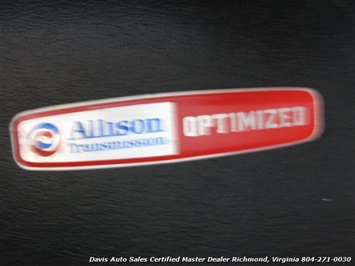 Allison
Transmission
OPTIMIZED
Davis Auto Sales Certified Master Dealer Richmond, Virginia 804-271-0030